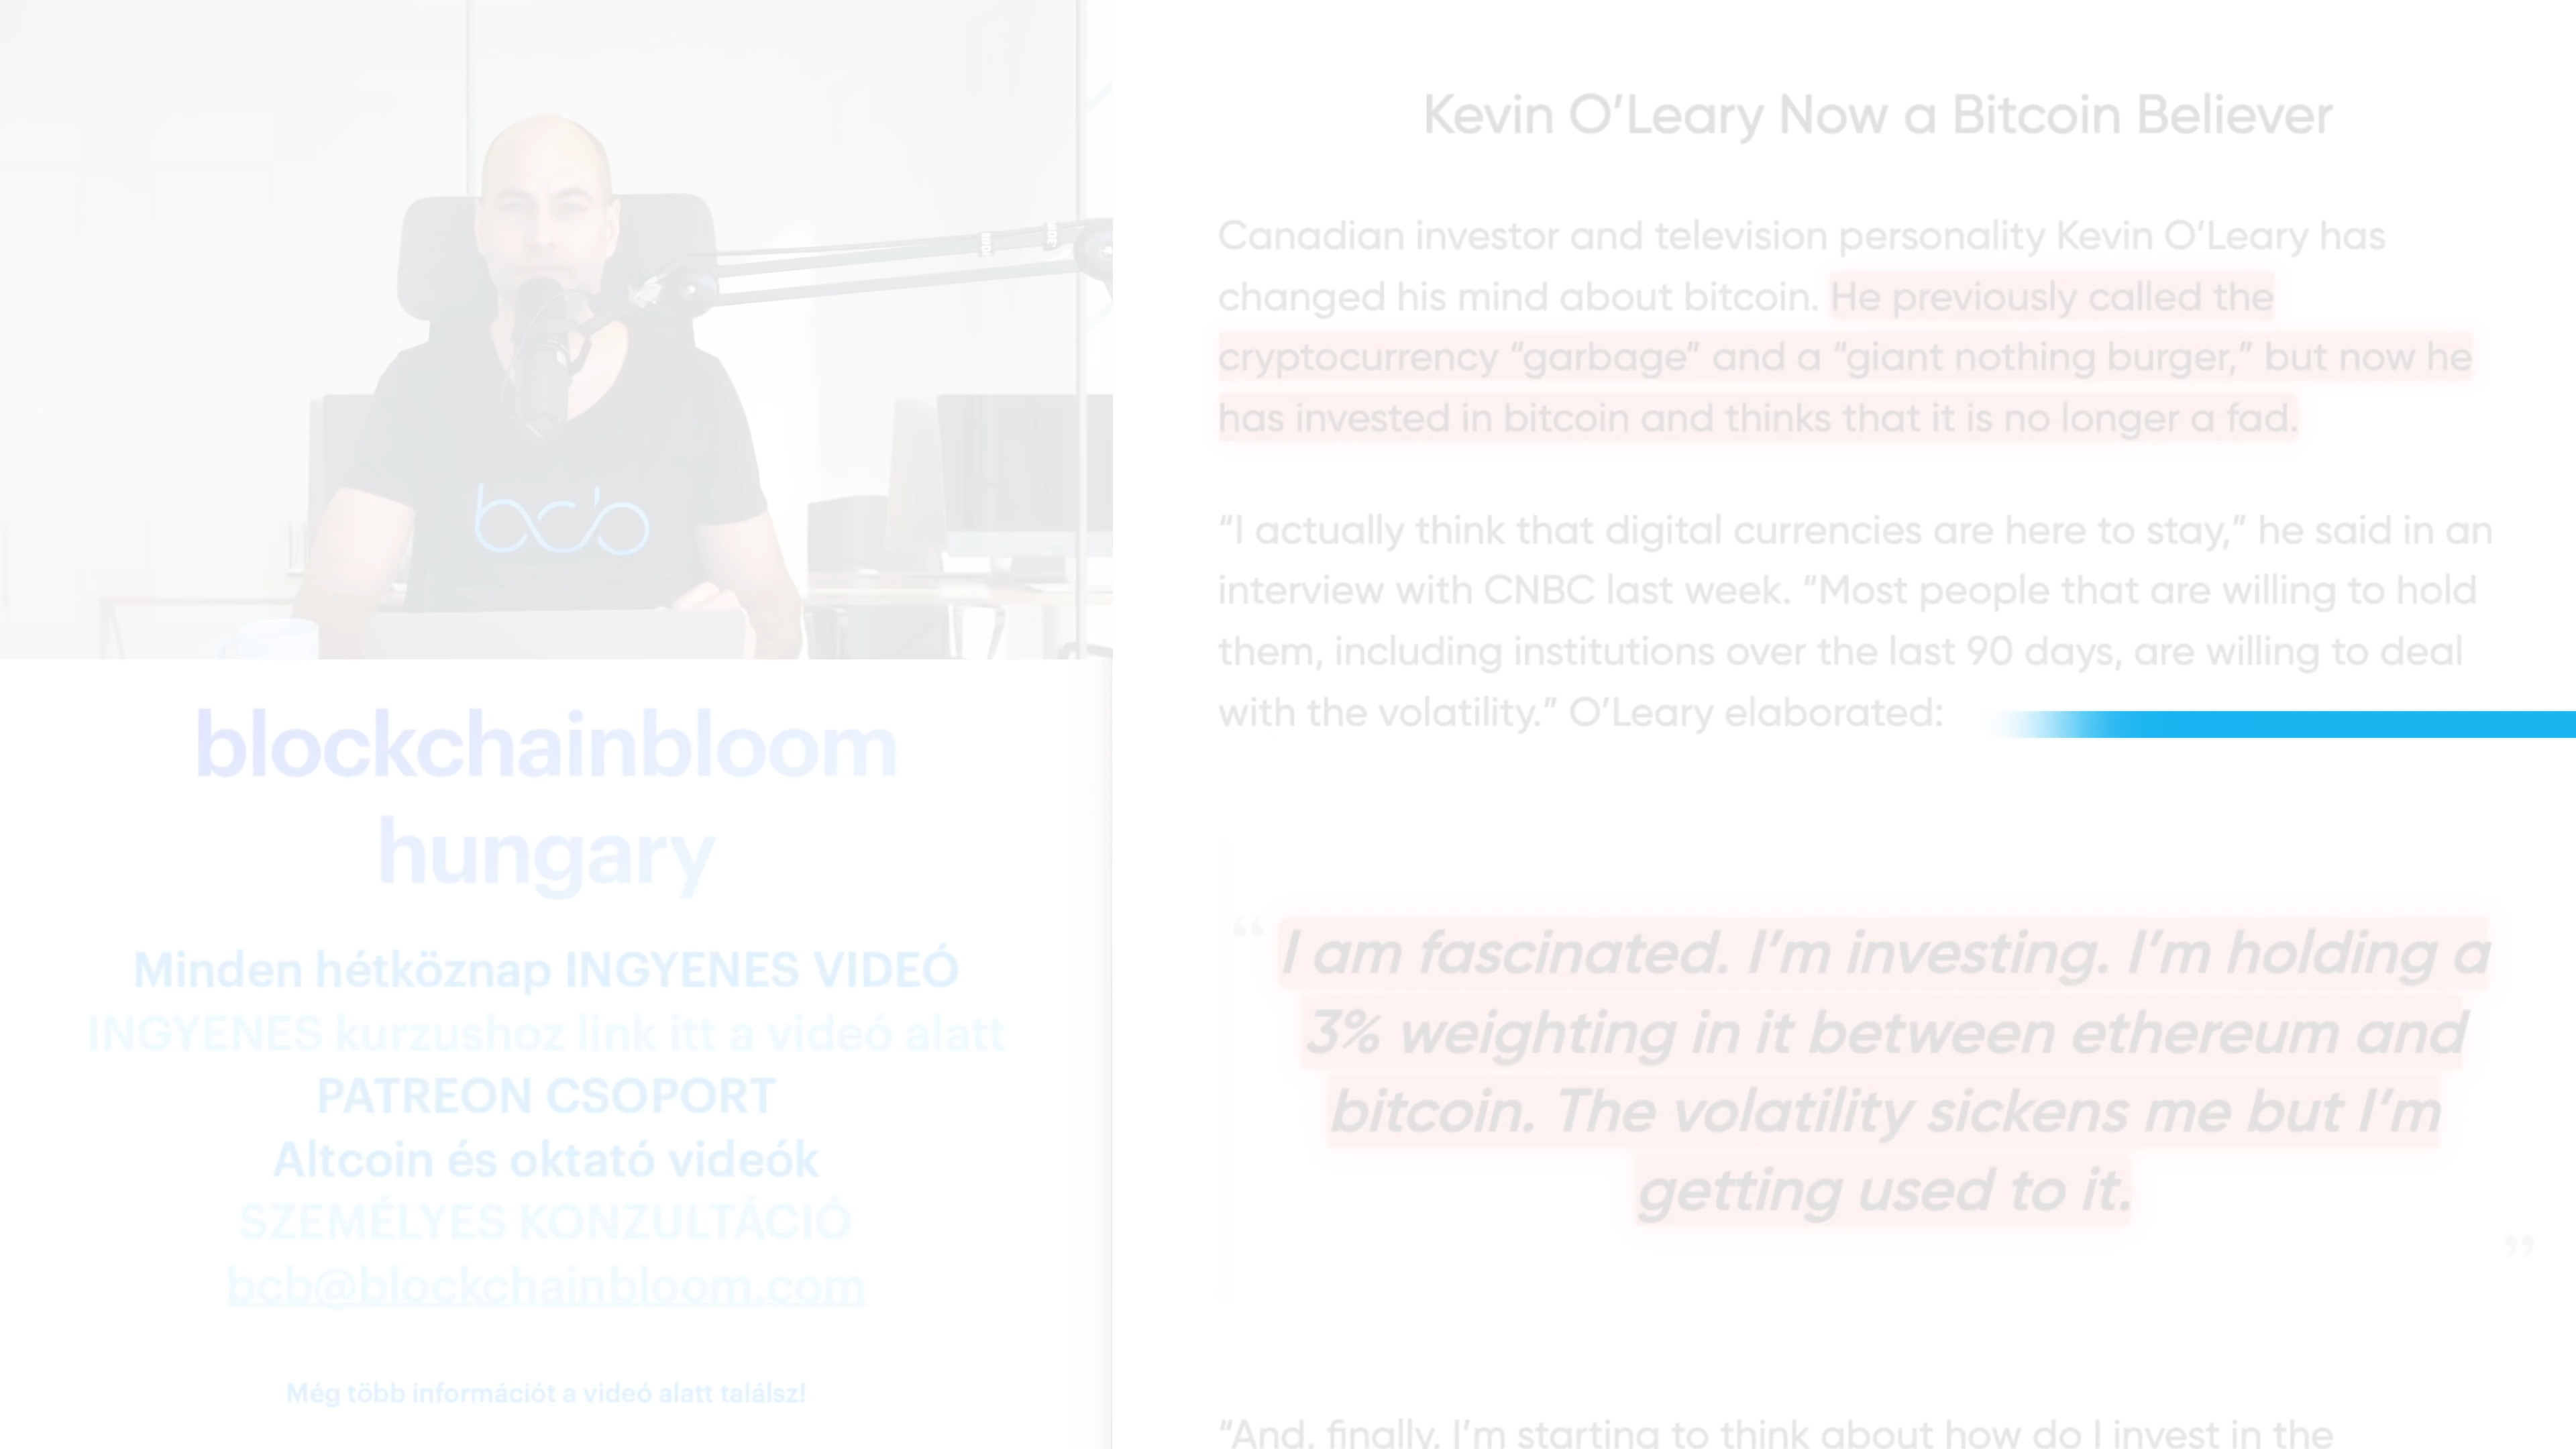 bcb
blockchainbloom
hungary
Minden hétköznap INGYENES VIDEÓ
INGYENES kurzushoz link itt a videó alatt
PATREON CSOPORT
Altcoin és oktató videók
SZEMÉLYES KONZULTÁCIÓ
bcb@blockchainbloom.com
Még több információt a videó alatt találsz!
Kevin O’Leary Now a Bitcoin Believer
Canadian investor and television personality Kevin O’Leary has
changed his mind about bitcoin. He previously called the
cryptocurrency “garbage” and a “giant nothing burger,” but now he
has invested in bitcoin and thinks that it is no longer a fad.
“I actually think that digital currencies are here to stay,” he said in an
interview with CNBC last week. “Most people that are willing to hold
them, including institutions over the last 90 days, are willing to deal
with the volatility.” O’Leary elaborated:
“ I am fascinated. I’m investing. I’m holding a
3% weighting in it between ethereum and
bitcoin. The volatility sickens me but I’m
getting used to it.
”
“And, finally, I’m starting to think about how do I invest in the